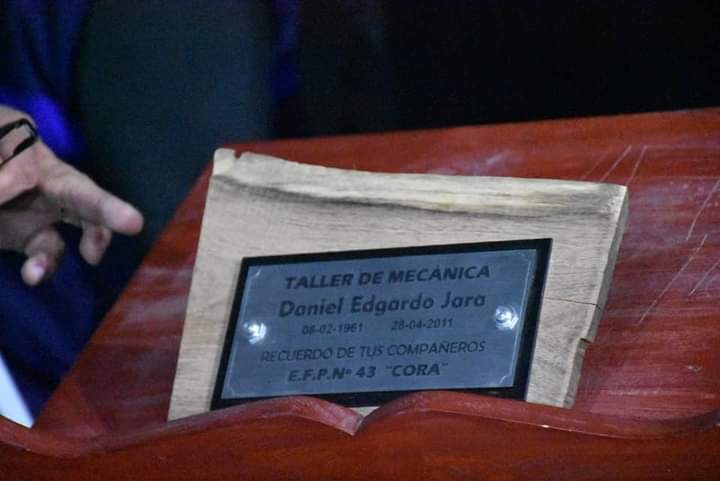 TALLER DE MECÁNICA
Daniel Edgardo Jara
08-02-1961 28-04-2011
RECUERDO DE TUS COMPAÑEROS
E.F.P.Nº 43 "CORA"